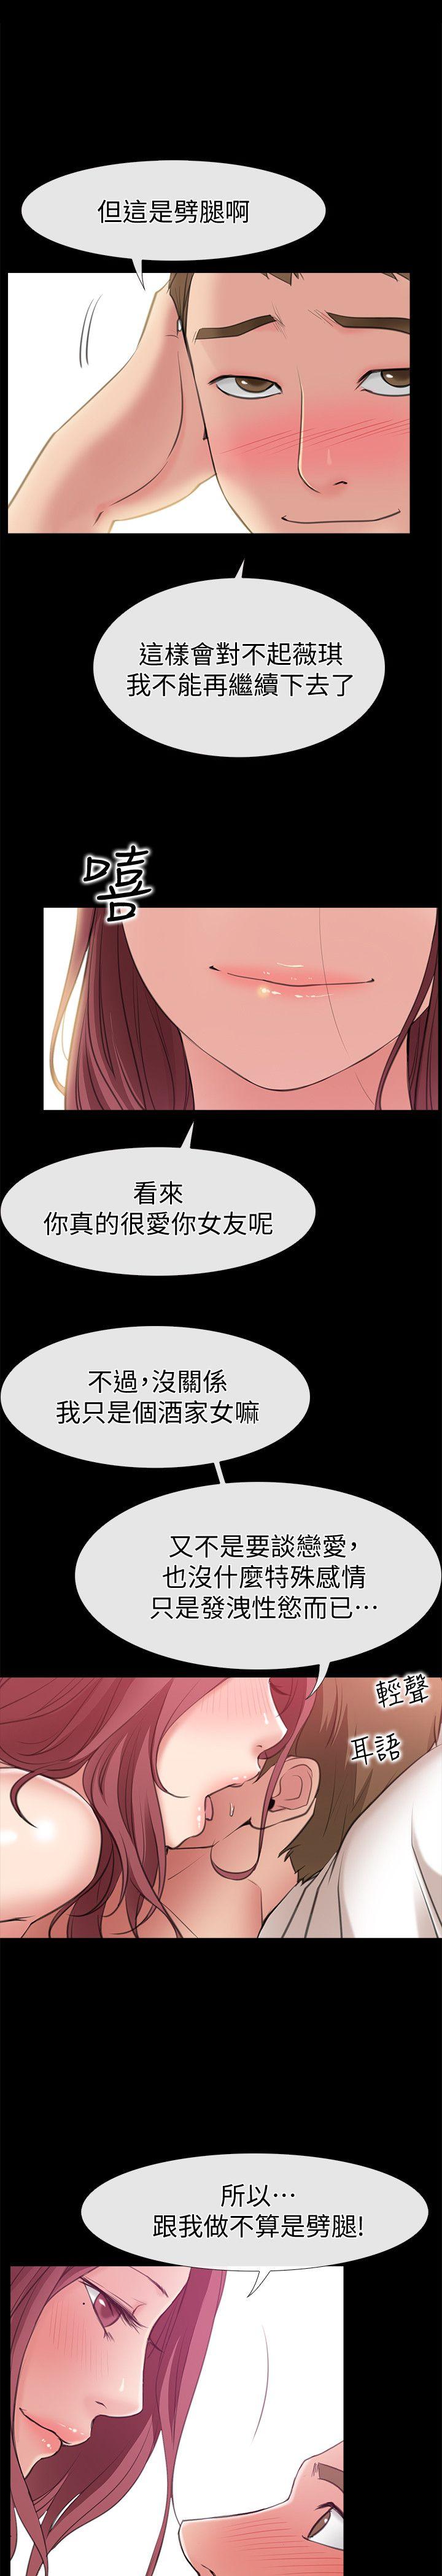 但這是劈腿啊
這樣會對不起薇琪
我不能再繼續下去了
嘻
看來
你真的很愛你女友呢
不過，沒關係
我只是個酒家女嘛
又不是要談戀愛，
也沒什麼特殊感情
只是發洩性慾而已…
輕聲
耳語
所以…
跟我做不算是劈腿!